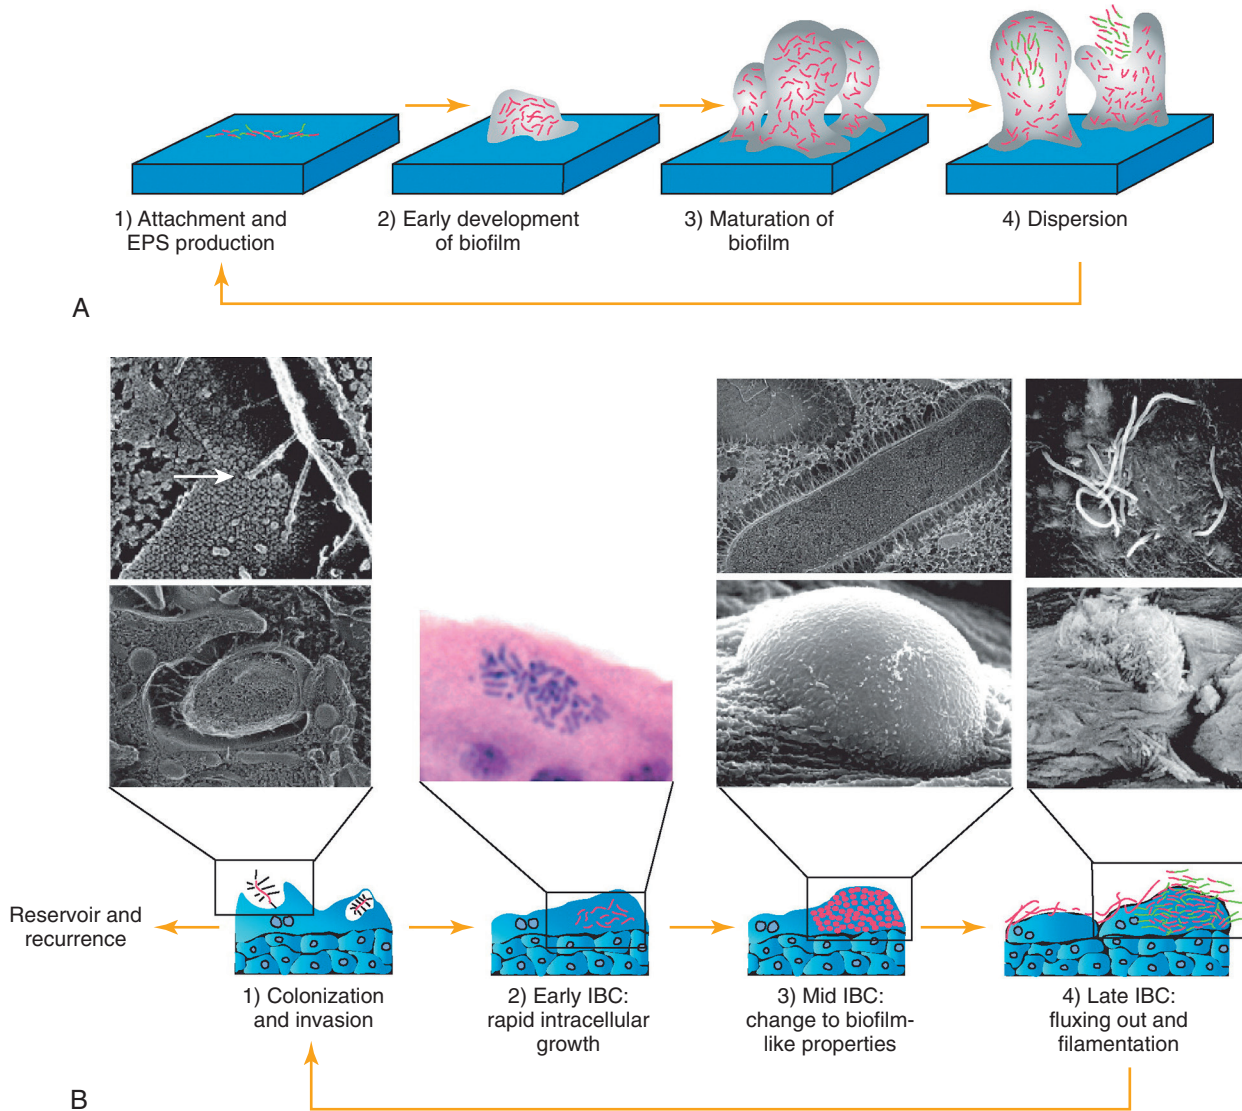 1) Attachment and
EPS production
2) Early development
of biofilm
3) Maturation of
biofilm
4) Dispersion
A
Reservoir and
recurrence
1) Colonization
and invasion
2) Early IBC:
rapid intracellular
growth
3) Mid IBC:
change to biofilm-
like properties
4) Late IBC:
fluxing out and
filamentation
B